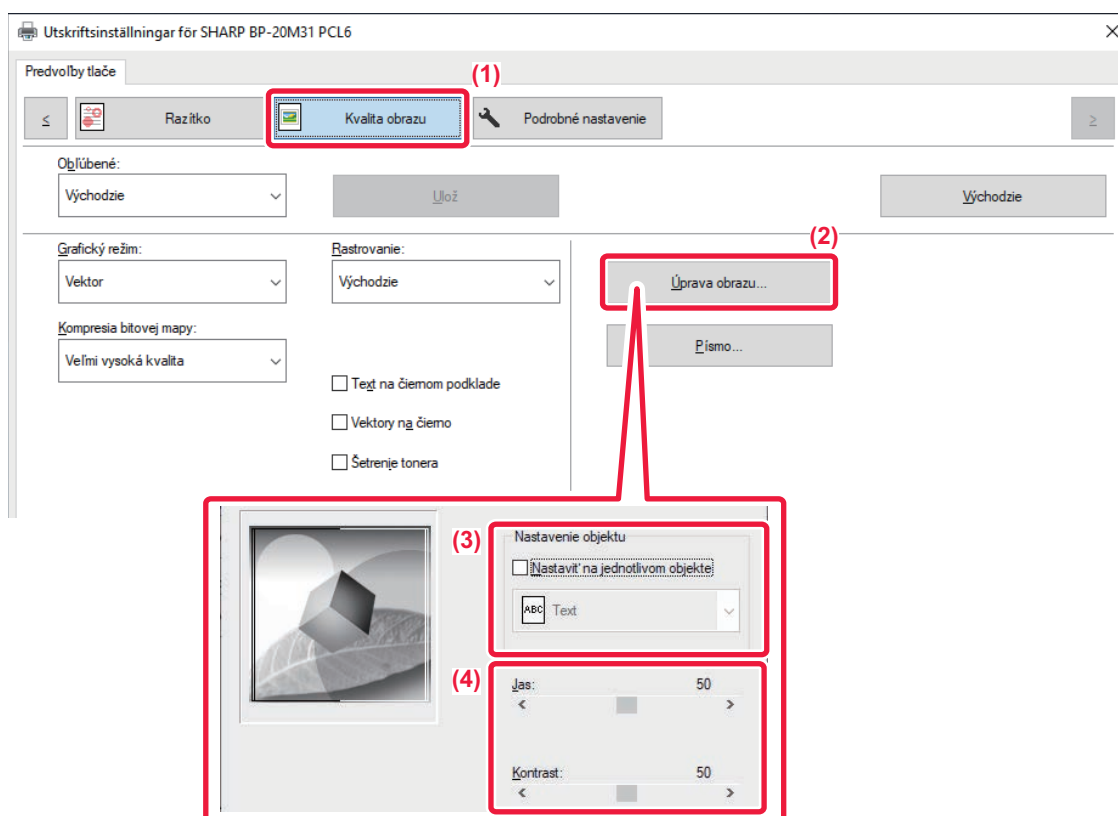 Utskriftsinställningar för SHARP BP-20M31 PCL6
Predvoľby tlače
(1)
< Razítko Kvalita obrazu Podrobné nastavenie >
Obľúbené:
Východzie Ulož Východzie
(2)
Grafický režim: Rastrovanie:
Vektor Východzie Úprava obrazu...
Kompresia bitovej mapy:
Veľmi vysoká kvalita Písmo...
Text na čiernom podklade
Vektory na čierno
Šetrenie tonera
(3) Nastavenie objektu
Nastaviť na jednotlivom objekte
ABC Text
(4) Jas: 50
< >
Kontrast: 50
< >